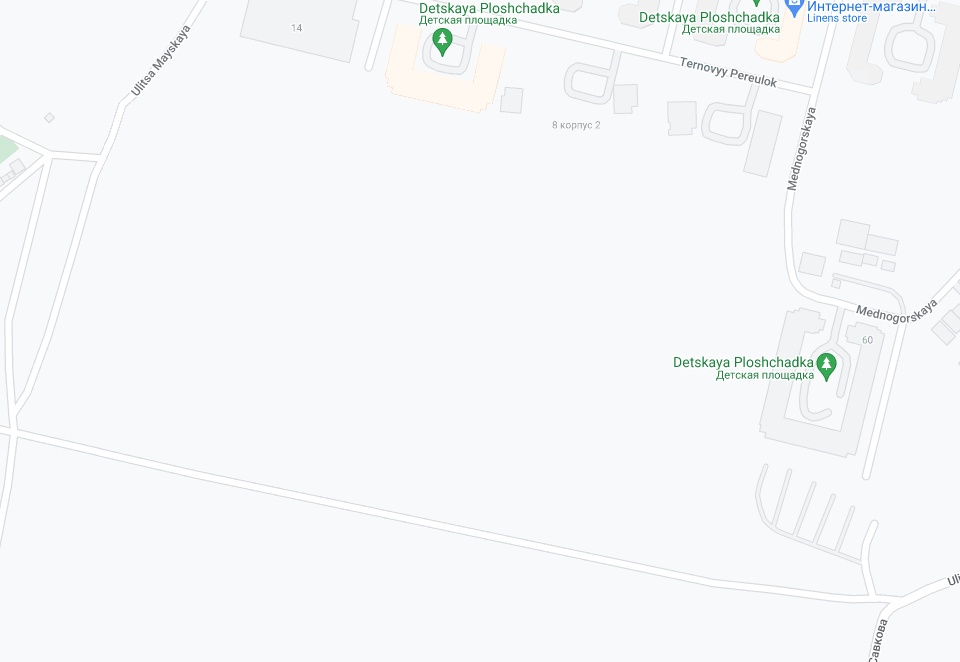 Detskaya Ploshchadka
Детская площадка
Detskaya Ploshchadka
Детская площадка
Интернет-магазин...
Linens store
14
Ulitsa Mayskaya
Ternovyy Pereulok
8 корпус 2
Mednogorskaya
Mednogorskaya
60
Detskaya Ploshchadka
Детская площадка
Uli
Савкова